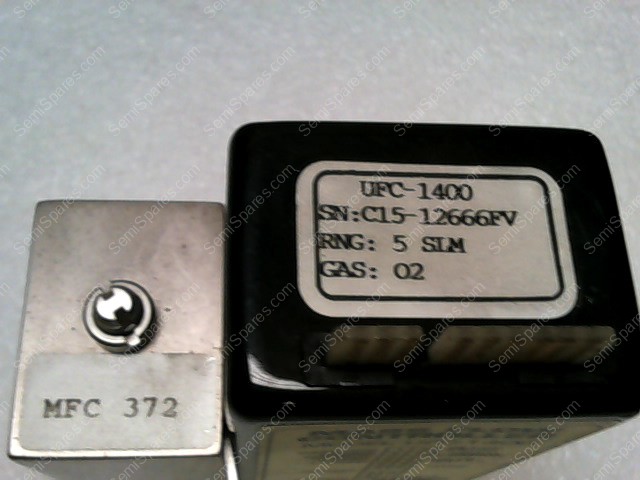 UFC-1400
SN:C15-12666FV
RNG: 5 SLM
GAS: O2
MFC 372
SemiSpares.com